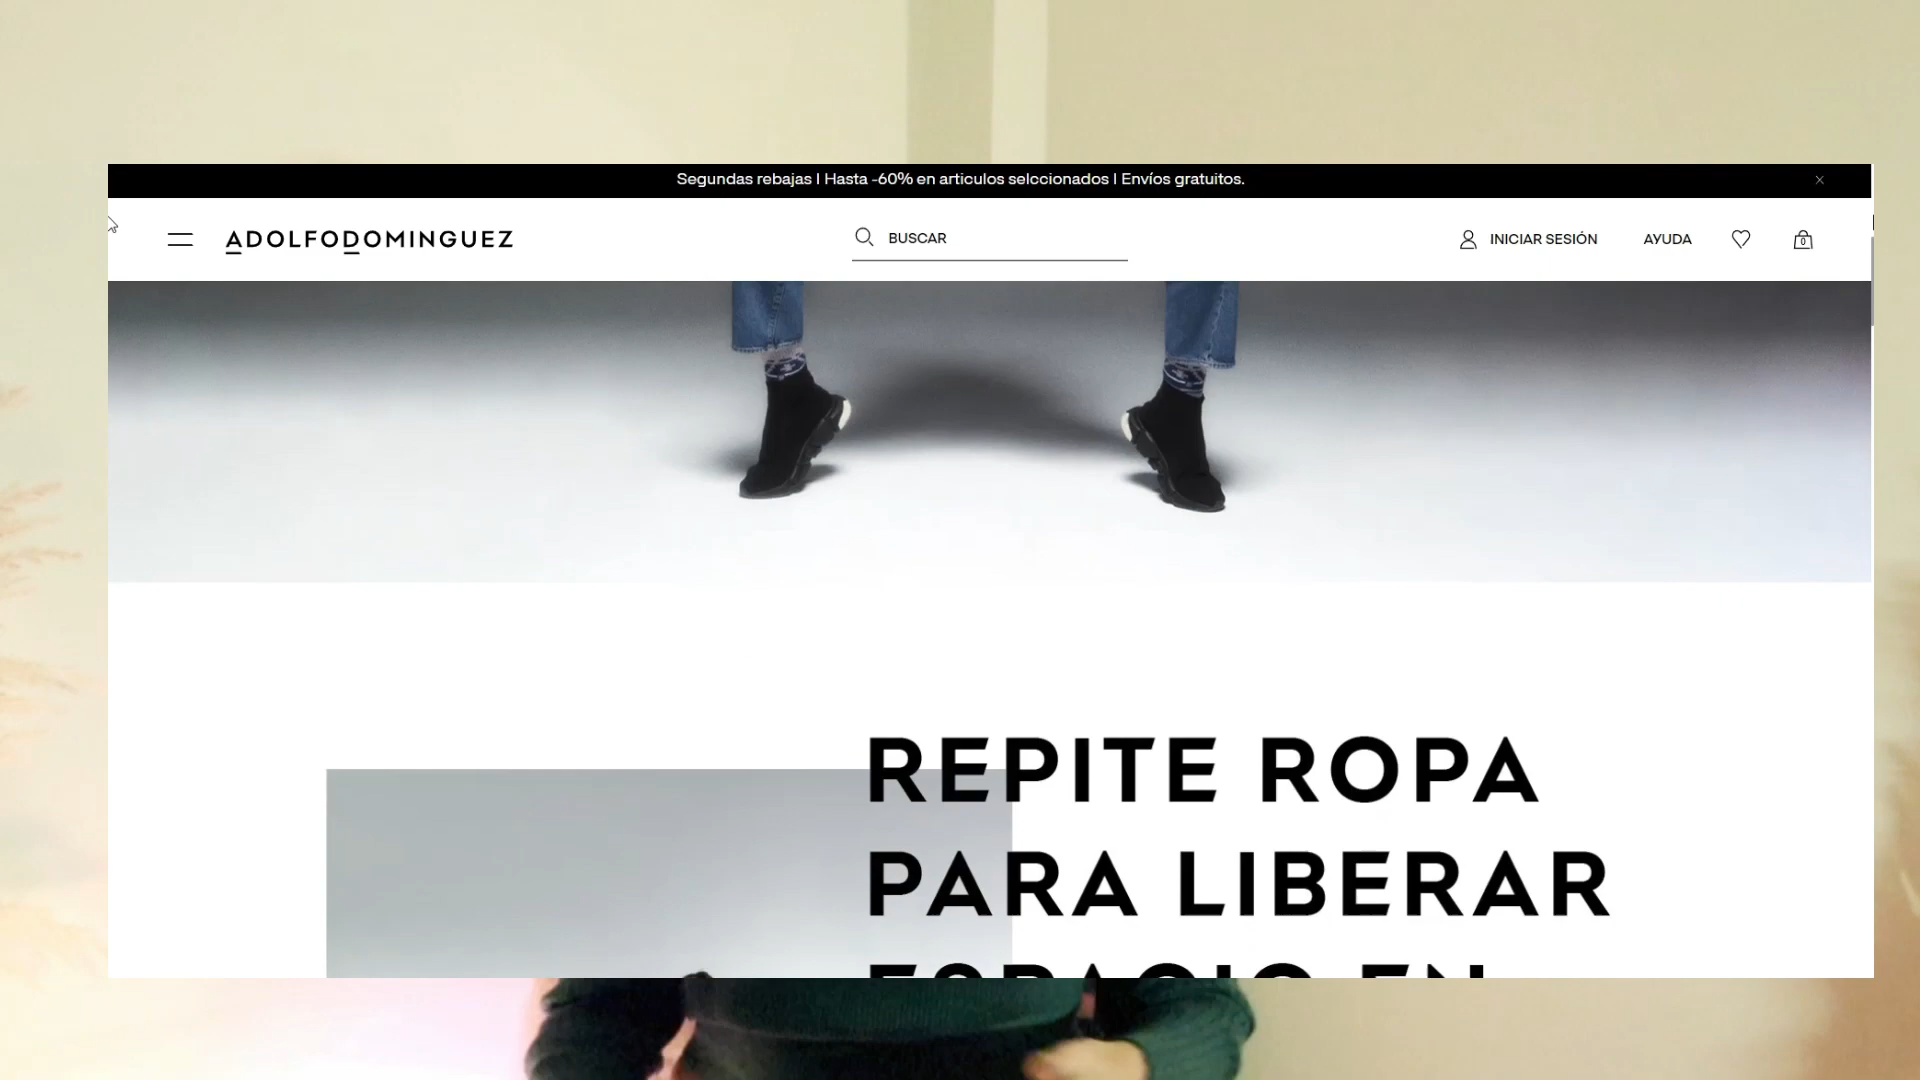 Segundas rebajas | Hasta -60% en articulos selccionados | Envíos gratuitos.
ADOLFODOMINGUEZ
BUSCAR
INICIAR SESIÓN
AYUDA
0
REPITE ROPA
PARA LIBERAR
ESPACIO EN